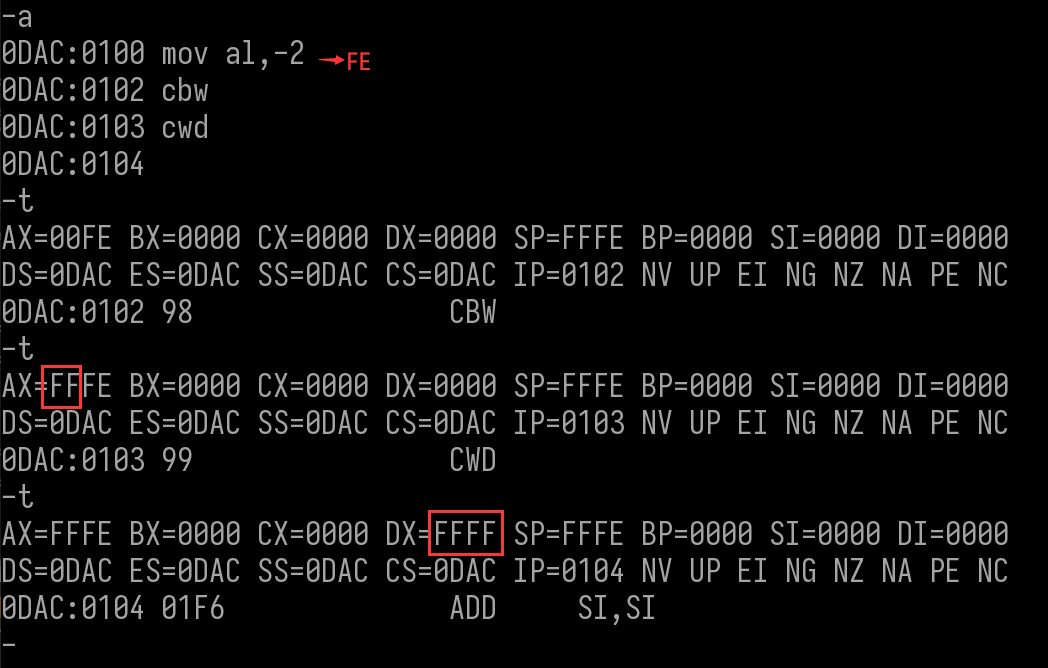 -a
0DAC:0100 mov al,-2 →FE
0DAC:0102 cbw
0DAC:0103 cwd
0DAC:0104
-t
AX=00FE BX=0000 CX=0000 DX=0000 SP=FFFE BP=0000 SI=0000 DI=0000
DS=0DAC ES=0DAC SS=0DAC CS=0DAC IP=0102 NV UP EI NG NZ NA PE NC
0DAC:0102 98 CBW
-t
AX=FFFE BX=0000 CX=0000 DX=0000 SP=FFFE BP=0000 SI=0000 DI=0000
DS=0DAC ES=0DAC SS=0DAC CS=0DAC IP=0103 NV UP EI NG NZ NA PE NC
0DAC:0103 99 CWD
-t
AX=FFFE BX=0000 CX=0000 DX=FFFF SP=FFFE BP=0000 SI=0000 DI=0000
DS=0DAC ES=0DAC SS=0DAC CS=0DAC IP=0104 NV UP EI NG NZ NA PE NC
0DAC:0104 01F6 ADD SI,SI
-